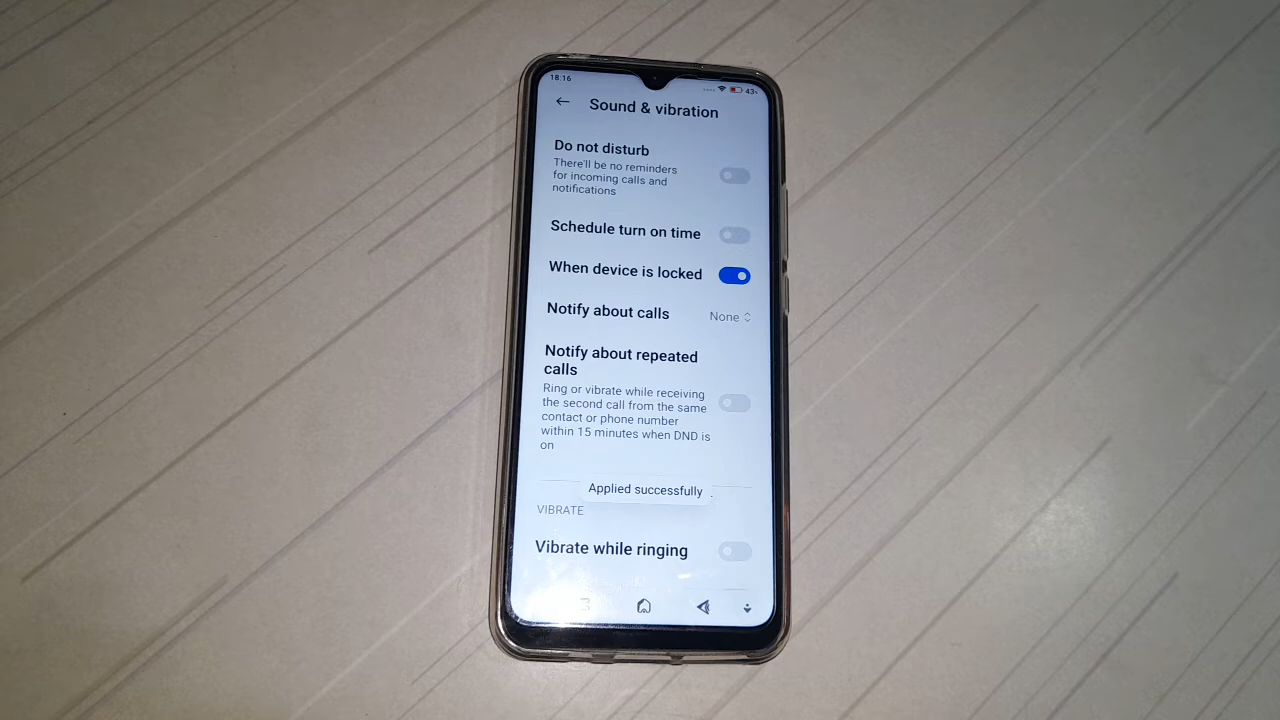 18:16
43
Sound & vibration
Do not disturb
There'll be no reminders
for incoming calls and
notifications
Schedule turn on time
When device is locked
Notify about calls
None
Notify about repeated
calls
Ring or vibrate while receiving
the second call from the same
contact or phone number
within 15 minutes when DND is
on
Applied successfully
VIBRATE
Vibrate while ringing